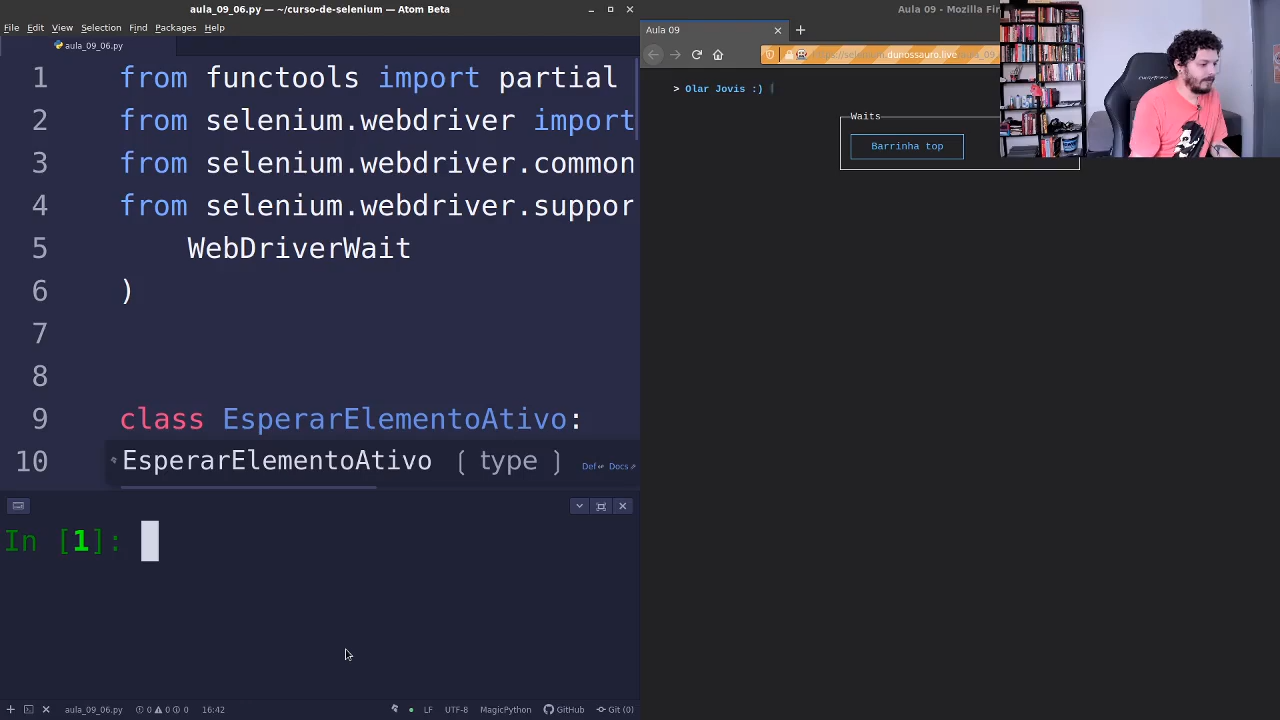 aula_09_06.py — ~/curso-de-selenium — Atom Beta
File Edit View Selection Find Packages Help
aula_09_06.py
1 from functools import partial
2 from selenium.webdriver import
3 from selenium.webdriver.common
4 from selenium.webdriver.suppor
5 WebDriverWait
6 )
7
8
9 class EsperarElementoAtivo:
10 EsperarElementoAtivo ( type ) Def Docs
In [1]:
aula_09_06.py 0 0 0 16:42 LF UTF-8 MagicPython GitHub Git (0)
Aula 09 - Mozilla Fir
Aula 09
dunossauro.live
> Olar Jovis :)
Waits
Barrinha top